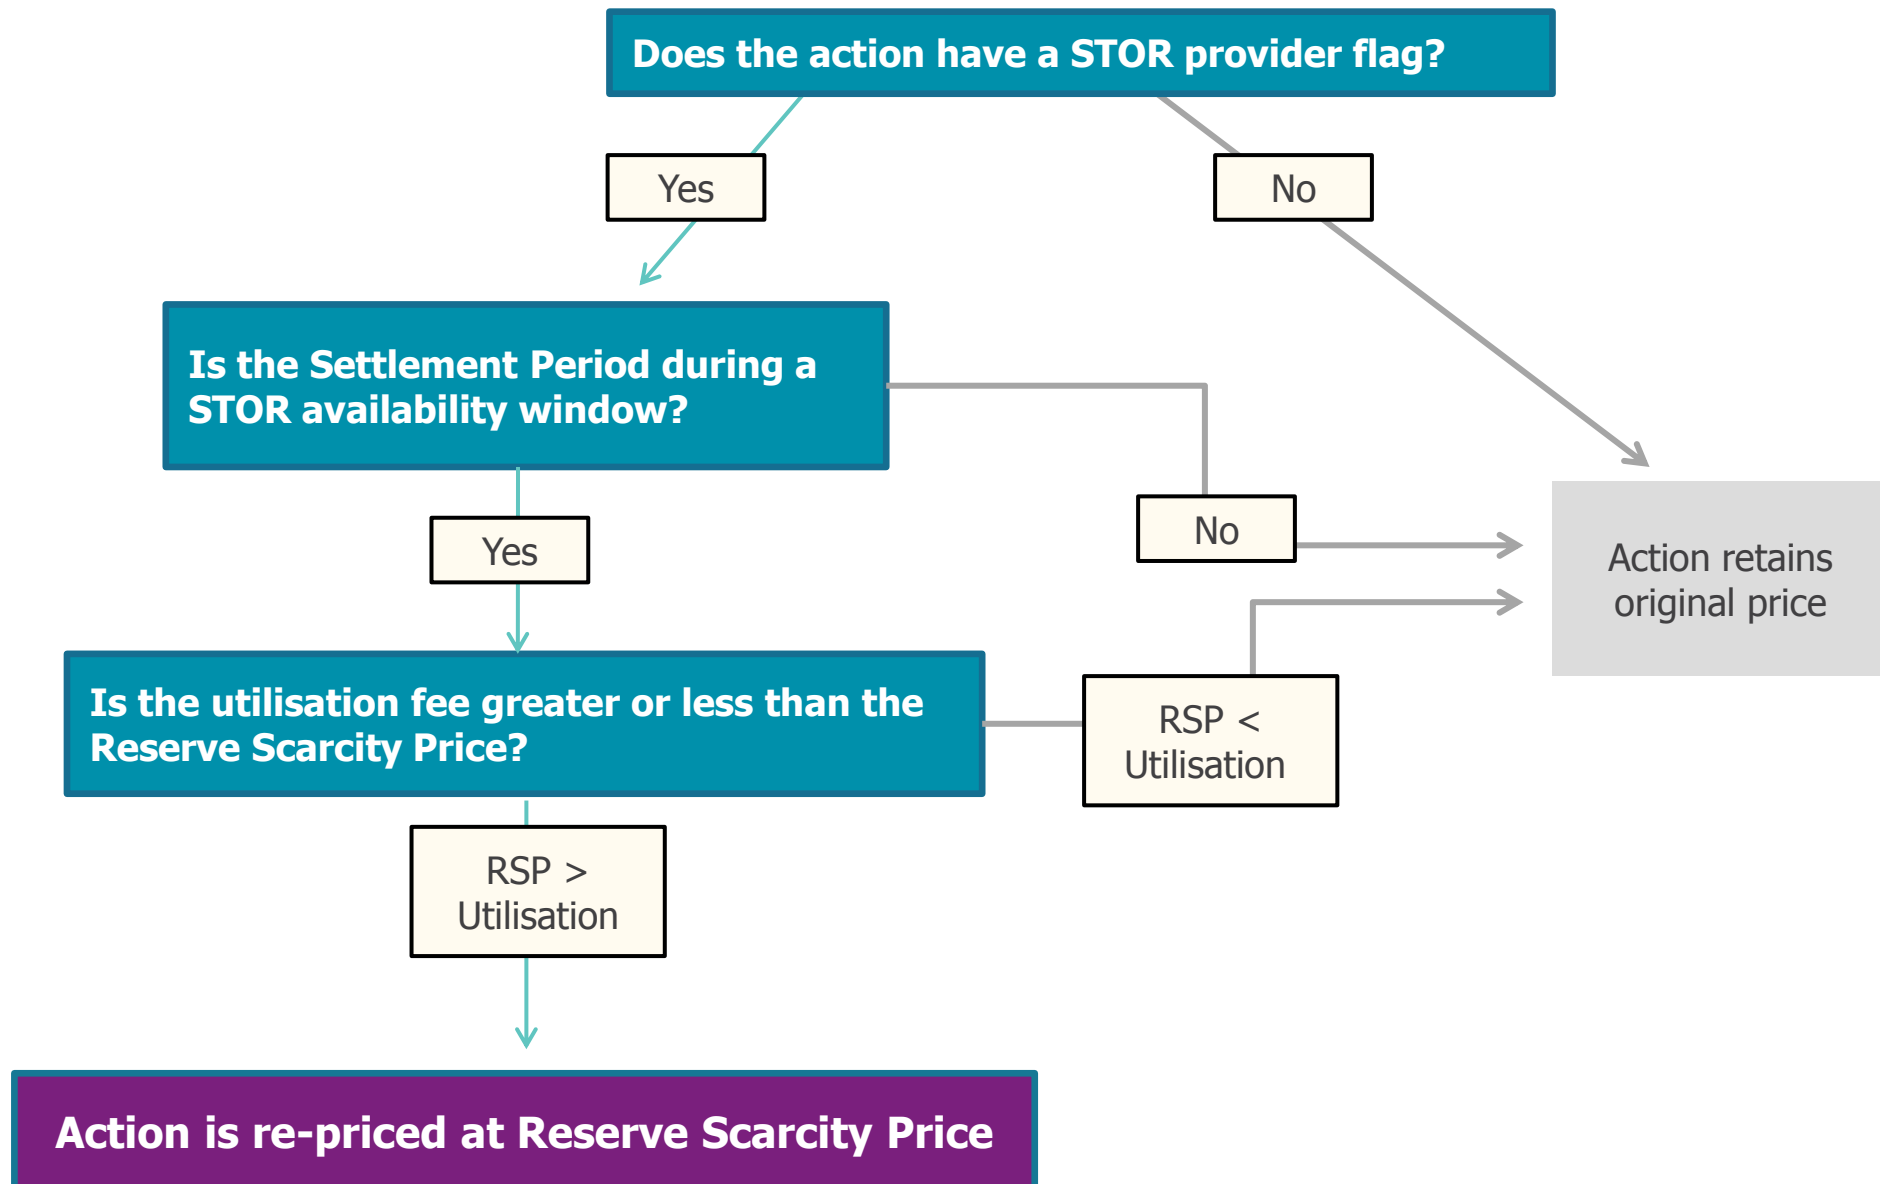 Does the action have a STOR provider flag?
Yes
No
Is the Settlement Period during a
STOR availability window?
No
Yes
Action retains
original price
Is the utilisation fee greater or less than the
Reserve Scarcity Price?
RSP <
Utilisation
RSP >
Utilisation
Action is re-priced at Reserve Scarcity Price